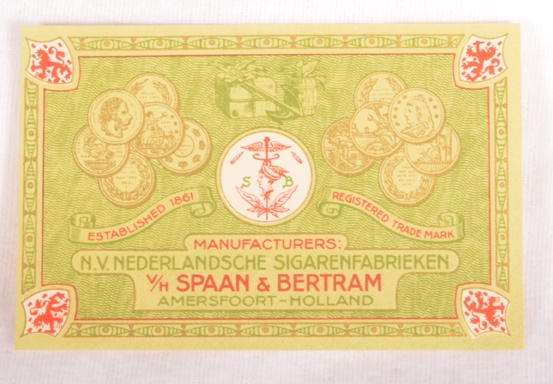 S B
ESTABLISHED 1861
REGISTERED TRADE MARK
MANUFACTURERS:
N.V. NEDERLANDSCHE SIGARENFABRIEKEN
V/H SPAAN & BERTRAM
AMERSFOORT-HOLLAND